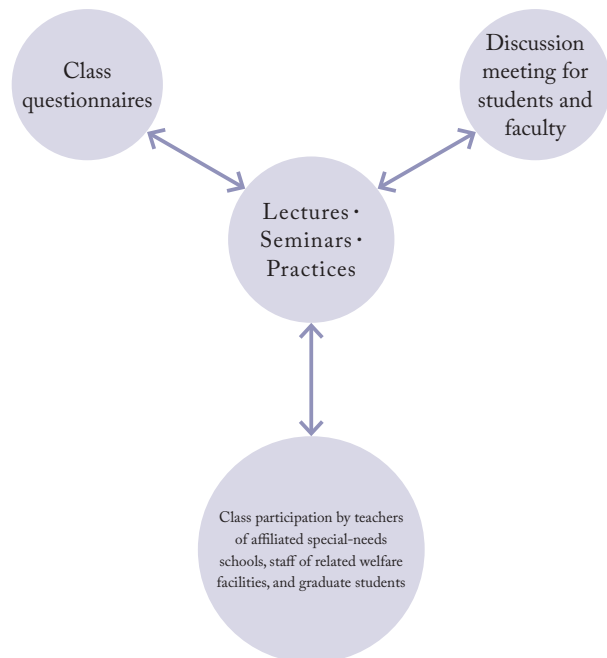 Class
questionnaires
Discussion
meeting for
students and
faculty
Lectures・
Seminars・
Practices
Class participation by teachers
of affiliated special-needs
schools, staff of related welfare
facilities, and graduate students